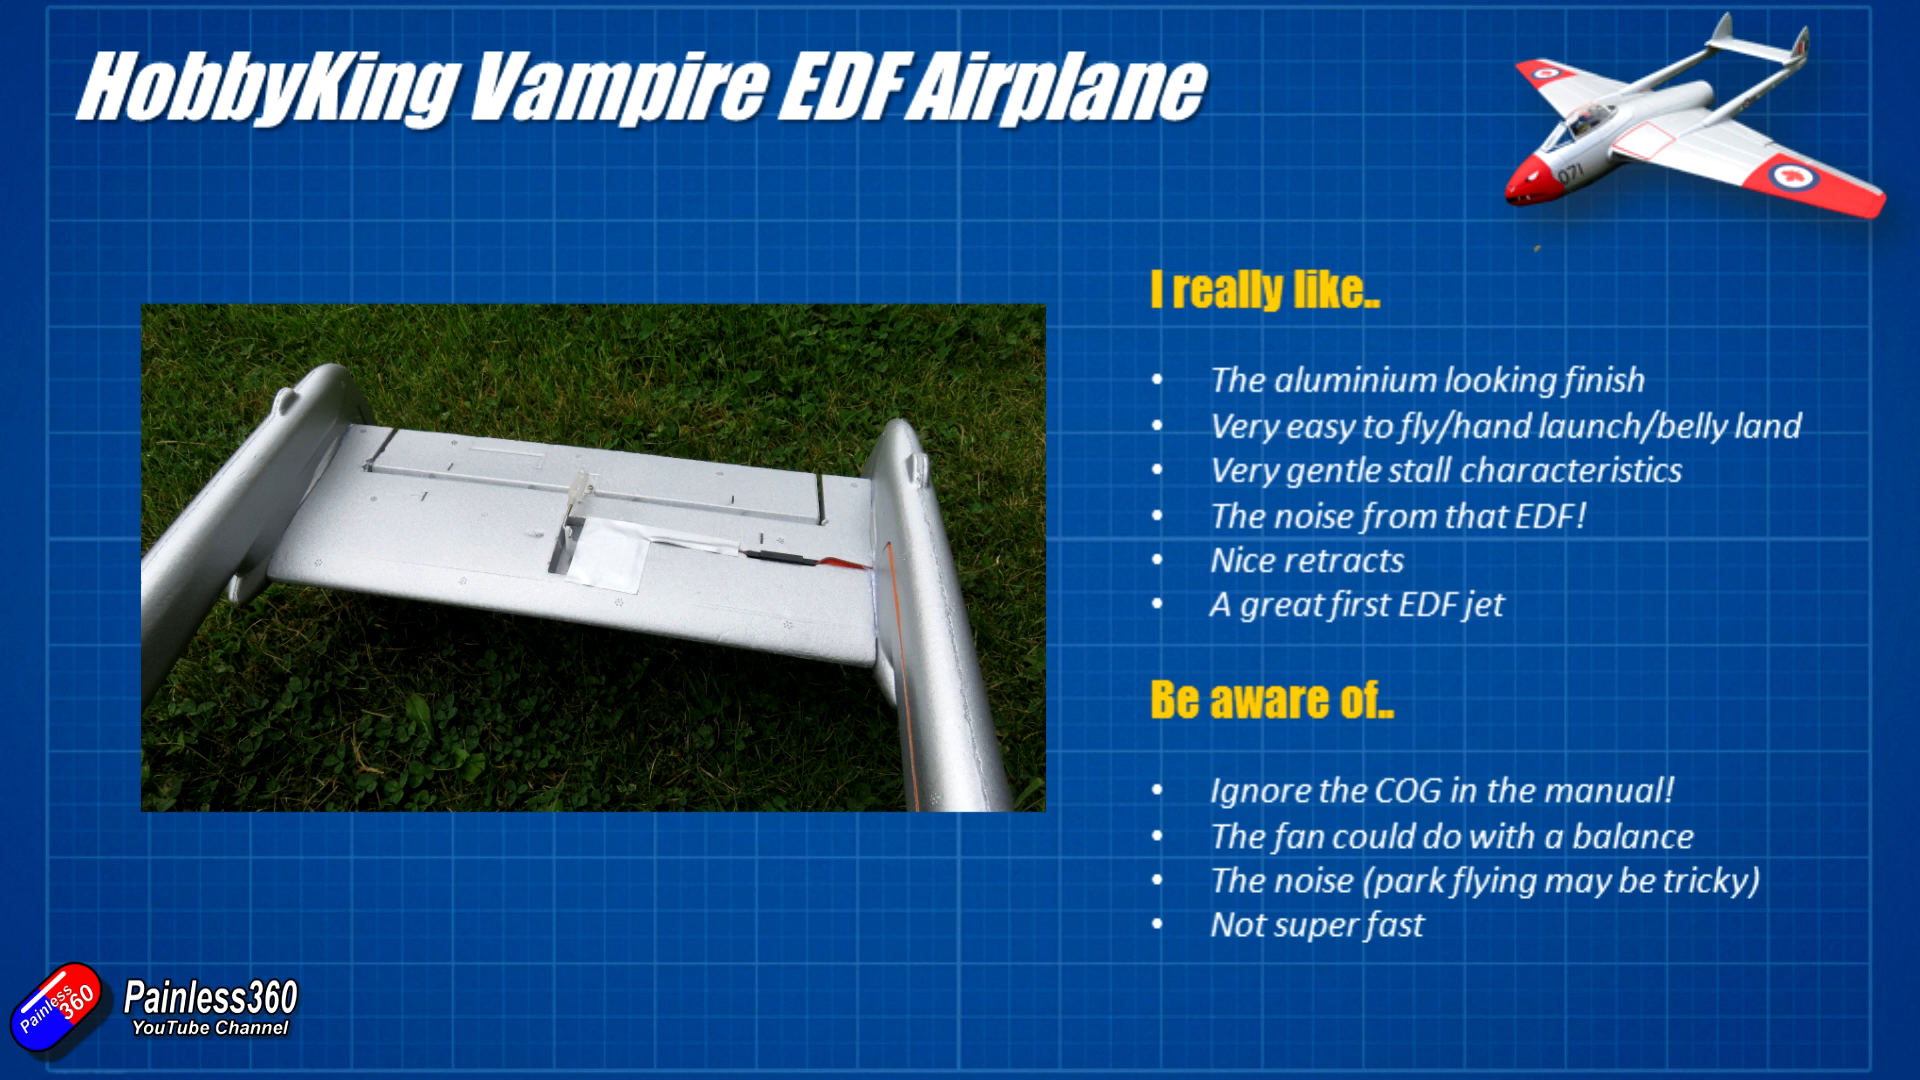 HobbyKing Vampire EDF Airplane
071
I really like..
• The aluminium looking finish
• Very easy to fly/hand launch/belly land
• Very gentle stall characteristics
• The noise from that EDF!
• Nice retracts
• A great first EDF jet
Be aware of..
• Ignore the COG in the manual!
• The fan could do with a balance
• The noise (park flying may be tricky)
• Not super fast
Painless
360
Painless360
YouTube Channel